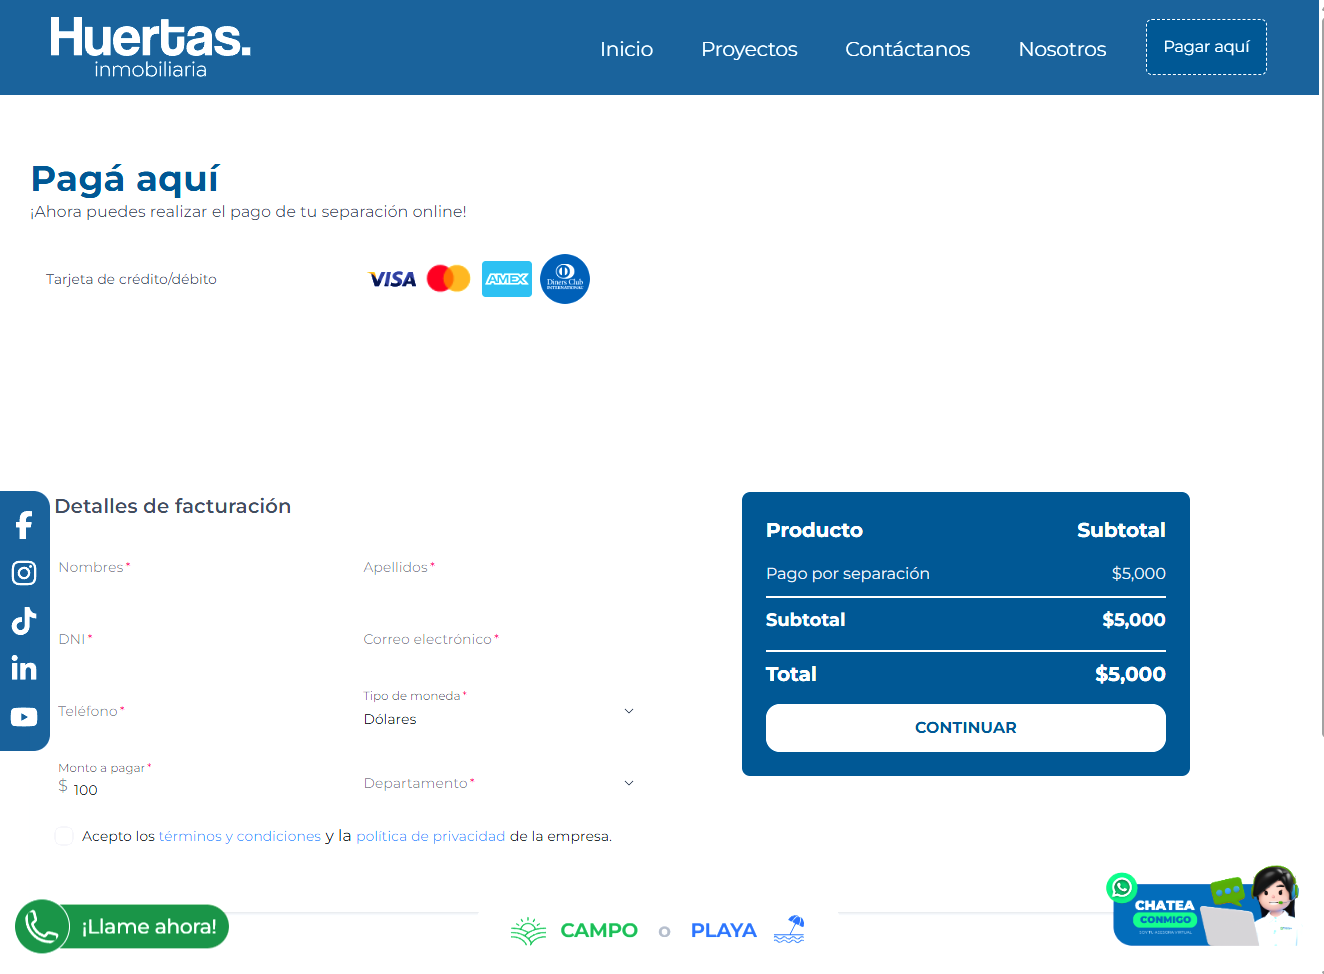 Huertas.
inmobiliaria
Inicio
Proyectos
Contáctanos
Nosotros
Pagar aquí
Pagá aquí
¡Ahora puedes realizar el pago de tu separación online!
Tarjeta de crédito/débito
VISA
AMEX
Diners Club
INTERNATIONAL
Detalles de facturación
Nombres*
Apellidos*
DNI*
Correo electrónico*
Teléfono*
Tipo de moneda*
Dólares
Monto a pagar*
$ 100
Departamento*
Acepto los términos y condiciones y la política de privacidad de la empresa.
Producto Subtotal
Pago por separación $5,000
Subtotal $5,000
Total $5,000
CONTINUAR
¡Llame ahora!
CAMPO o PLAYA
CHATEA
CONMIGO